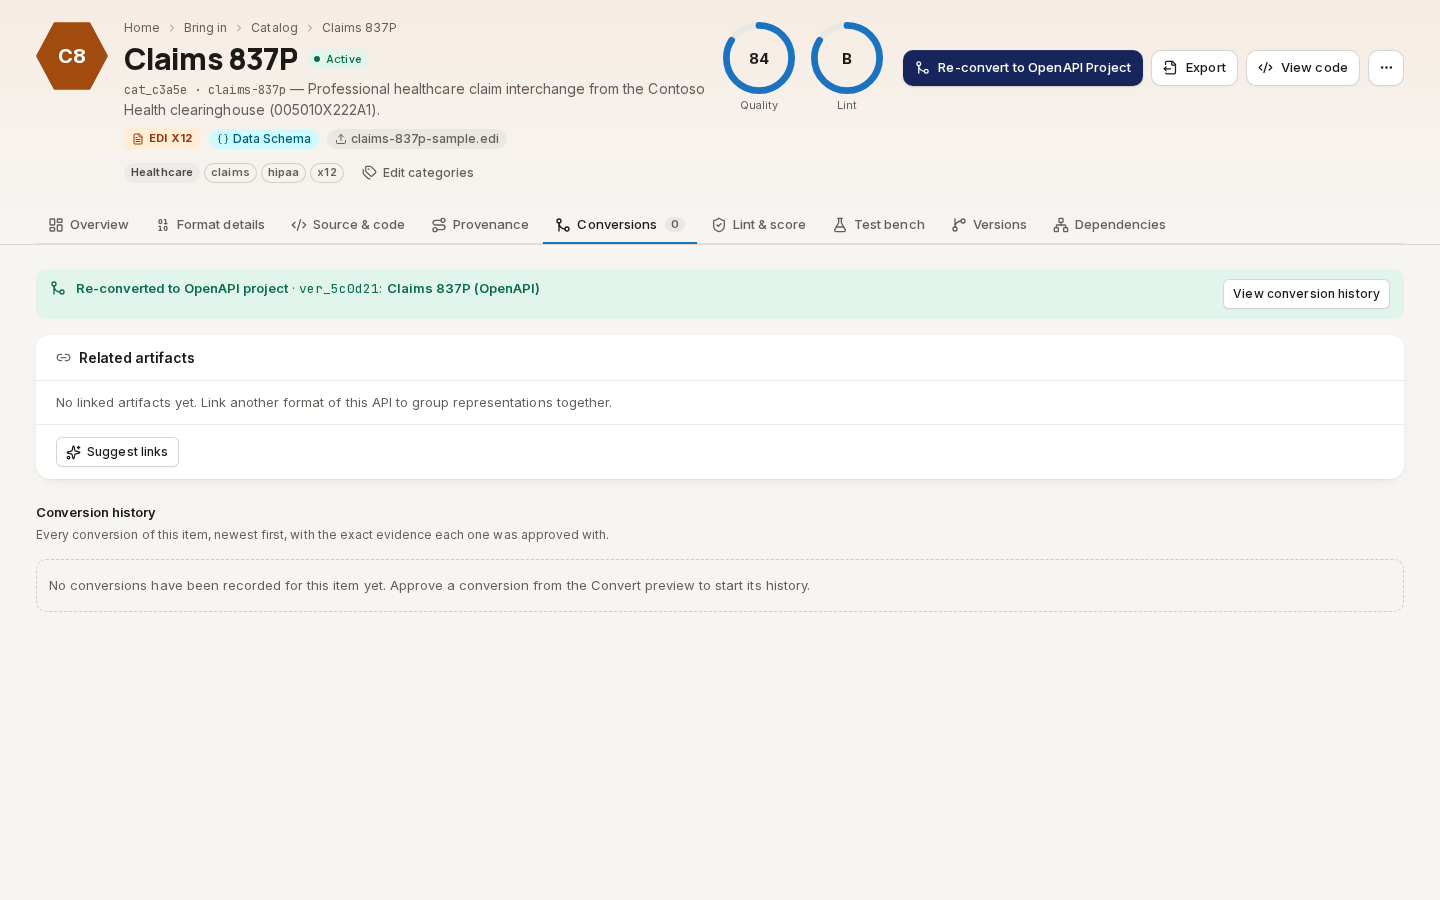 C8
Home > Bring in > Catalog > Claims 837P
Claims 837P
Active
cat_c3a5e · claims-837p — Professional healthcare claim interchange from the Contoso
Health clearinghouse (005010X222A1).
EDI X12
{} Data Schema
claims-837p-sample.edi
Healthcare
claims
hipaa
x12
Edit categories
84
Quality
B
Lint
Re-convert to OpenAPI Project
Export
View code
Overview
Format details
Source & code
Provenance
Conversions 0
Lint & score
Test bench
Versions
Dependencies
Re-converted to OpenAPI project · ver_5c0d21: Claims 837P (OpenAPI)
View conversion history
Related artifacts
No linked artifacts yet. Link another format of this API to group representations together.
Suggest links
Conversion history
Every conversion of this item, newest first, with the exact evidence each one was approved with.
No conversions have been recorded for this item yet. Approve a conversion from the Convert preview to start its history.